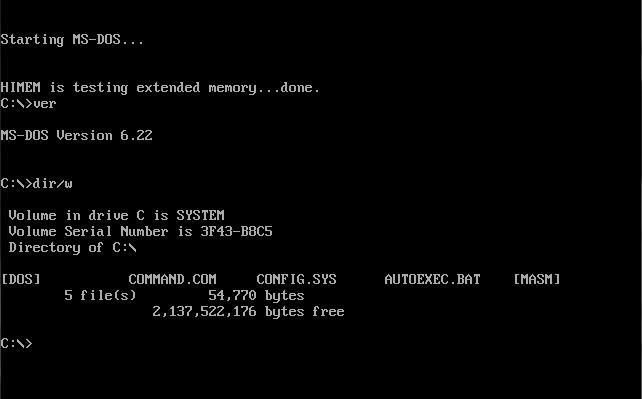 Starting MS-DOS...
HIMEM is testing extended memory...done.
C:\>ver
MS-DOS Version 6.22
C:\>dir/w
Volume in drive C is SYSTEM
Volume Serial Number is 3F43-B8C5
Directory of C:\
[DOS] COMMAND.COM CONFIG.SYS AUTOEXEC.BAT [MASM]
5 file(s) 54,770 bytes
2,137,522,176 bytes free
C:\>